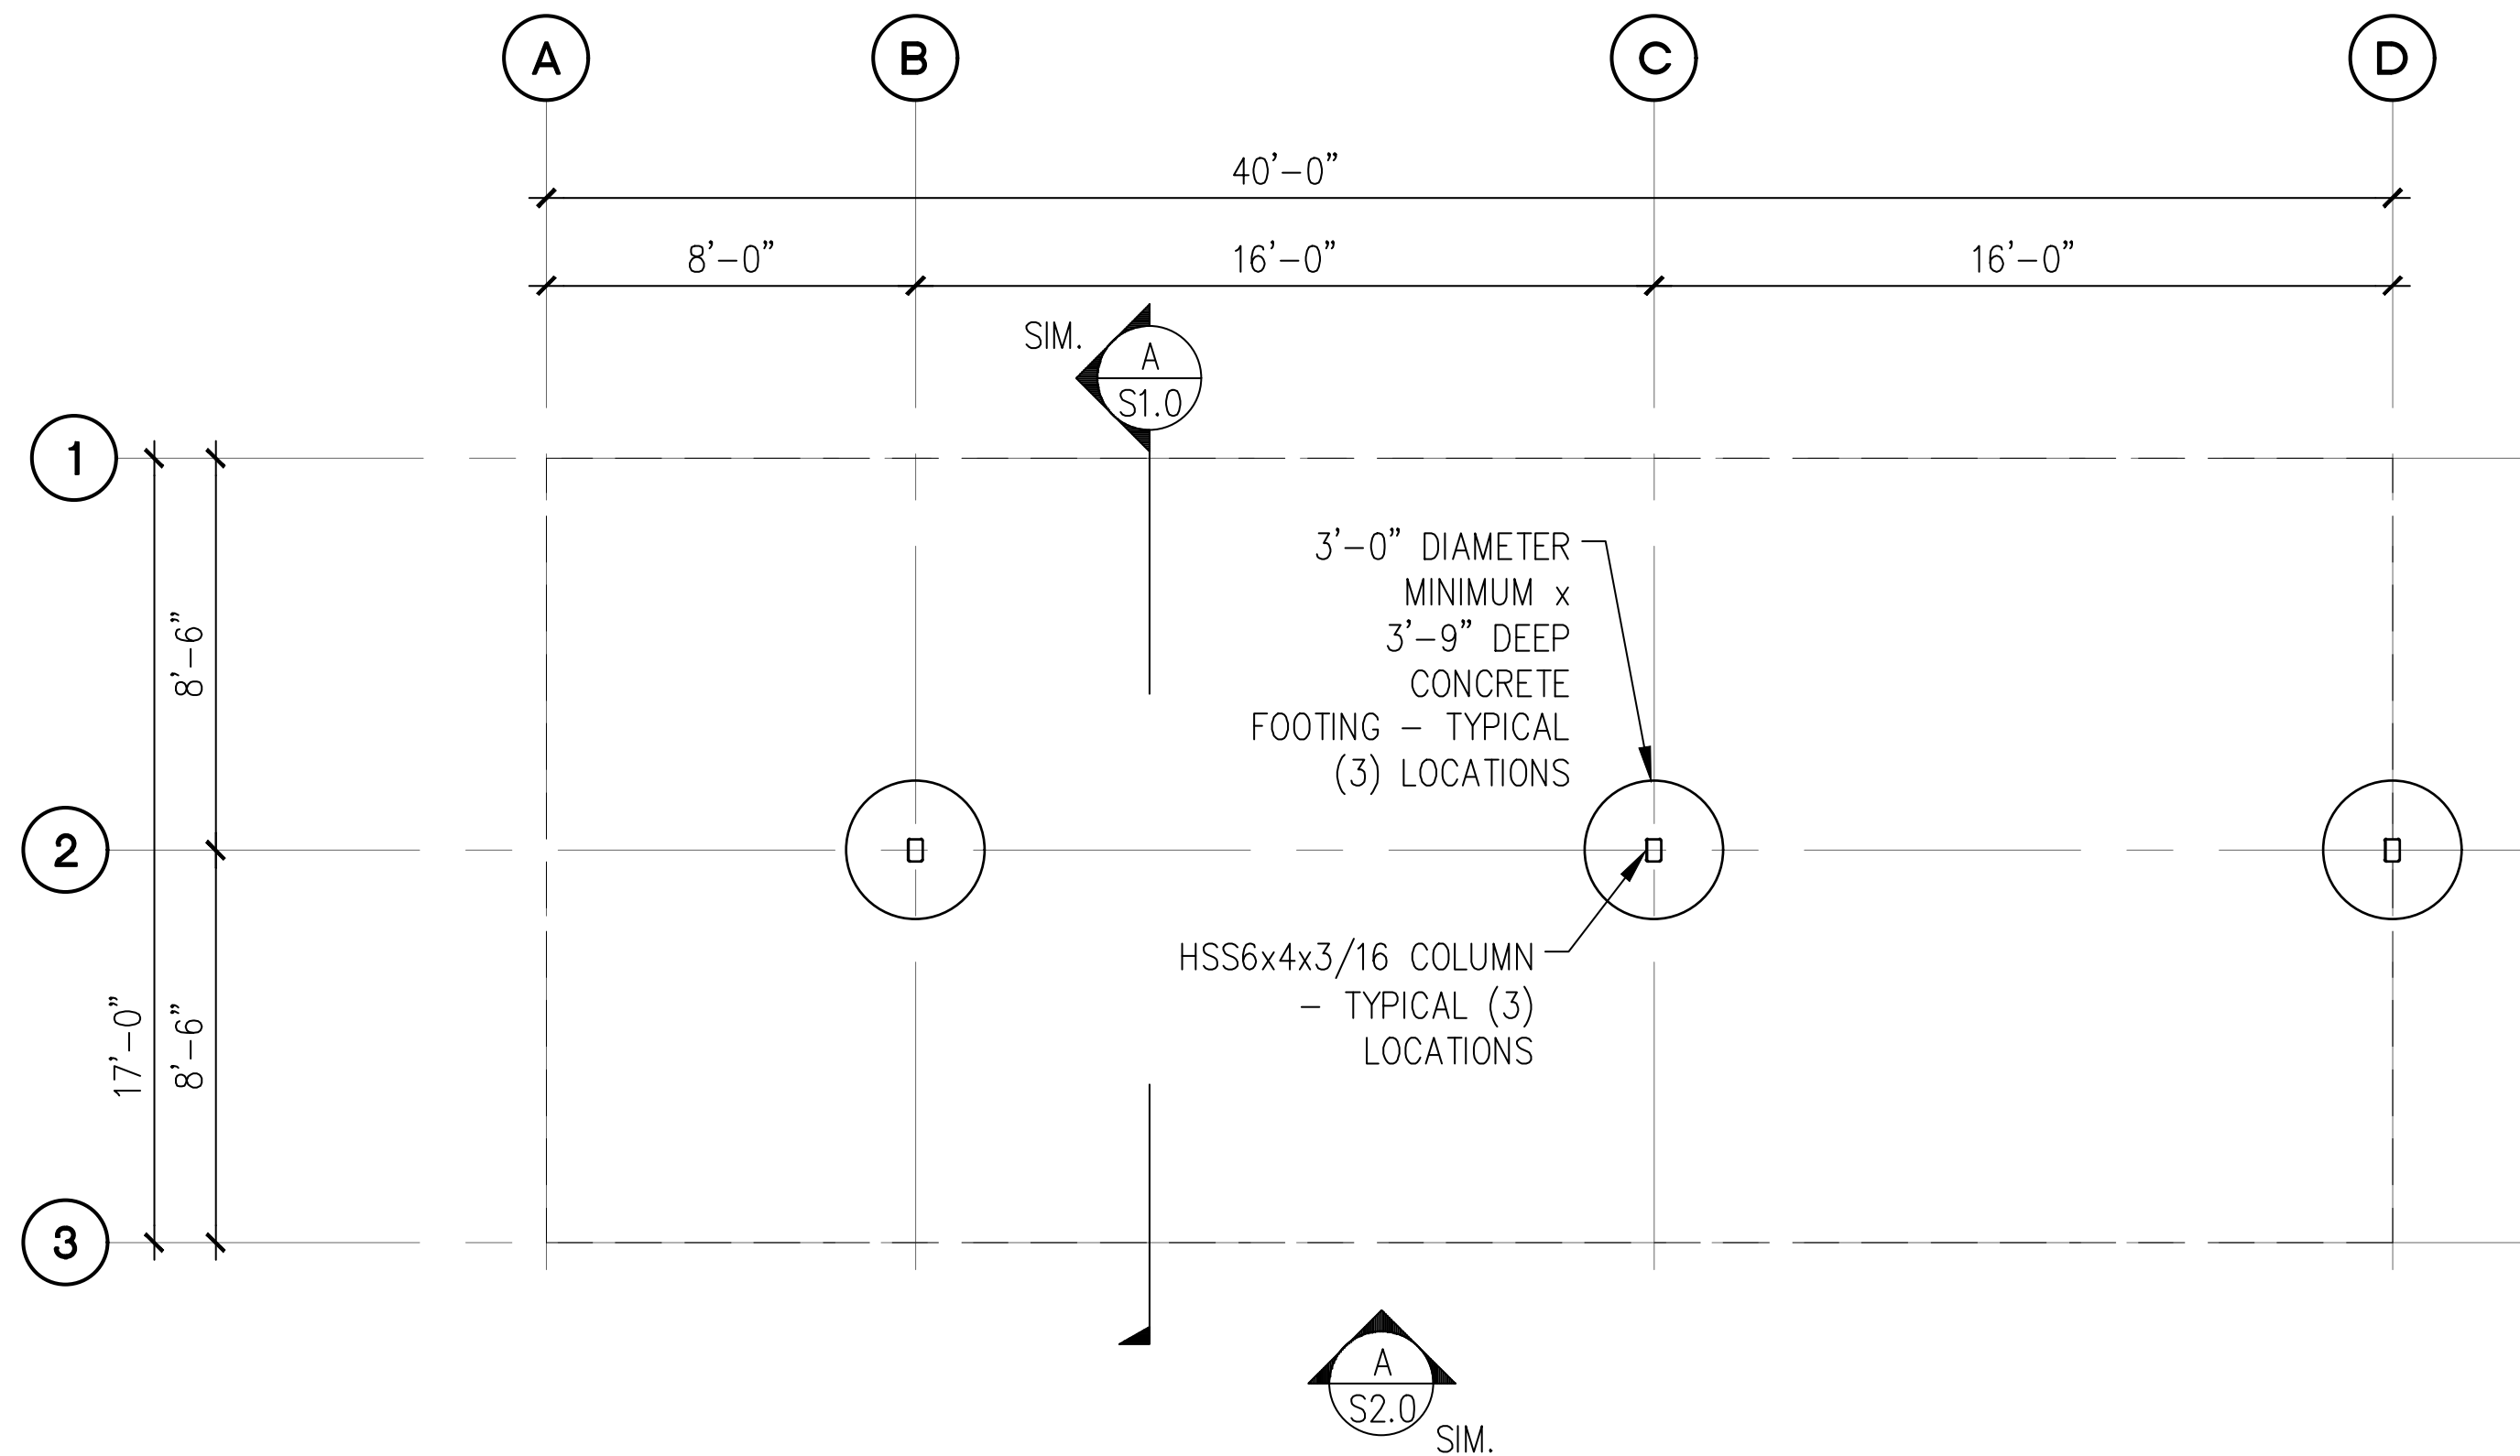 A B C D
40'-0"
8'-0" 16'-0" 16'-0"
SIM.
A
S1.0
1
3'-0" DIAMETER
MINIMUM x
3'-9" DEEP
CONCRETE
FOOTING - TYPICAL
(3) LOCATIONS
8'-6"
2
HSS6x4x3/16 COLUMN
- TYPICAL (3)
LOCATIONS
17'-0"
8'-6"
3
A
S2.0
SIM.